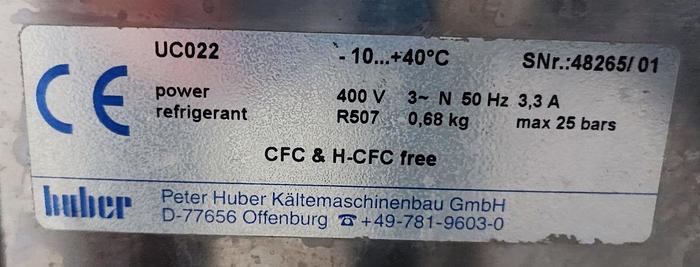 UC022 - 10...+40°C SNr.:48265/01
CE power 400 V 3~ N 50 Hz 3,3 A
refrigerant R507 0,68 kg max 25 bars
CFC & H-CFC free
huber Peter Huber Kältemaschinenbau GmbH
D-77656 Offenburg ☎ +49-781-9603-0